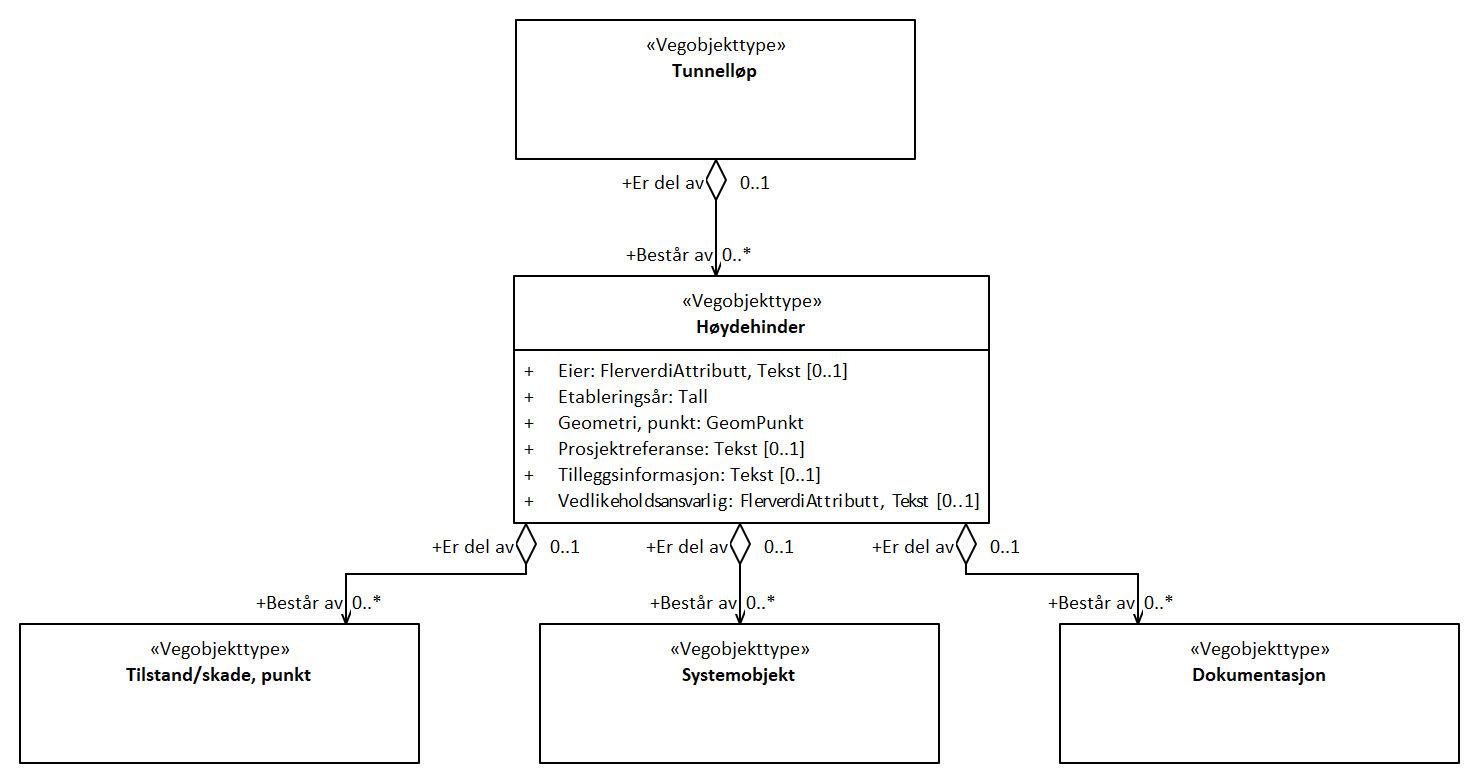 «Vegobjekttype»
Tunnelløp
+Er del av 0..1
+Består av 0..*
«Vegobjekttype»
Høydehinder
+ Eier: FlerverdiAttributt, Tekst [0..1]
+ Etableringsår: Tall
+ Geometri, punkt: GeomPunkt
+ Prosjektreferanse: Tekst [0..1]
+ Tilleggsinformasjon: Tekst [0..1]
+ Vedlikeholdsansvarlig: FlerverdiAttributt, Tekst [0..1]
+Er del av 0..1 +Er del av 0..1 +Er del av 0..1
+Består av 0..* +Består av 0..* +Består av 0..*
«Vegobjekttype» «Vegobjekttype» «Vegobjekttype»
Tilstand/skade, punkt Systemobjekt Dokumentasjon